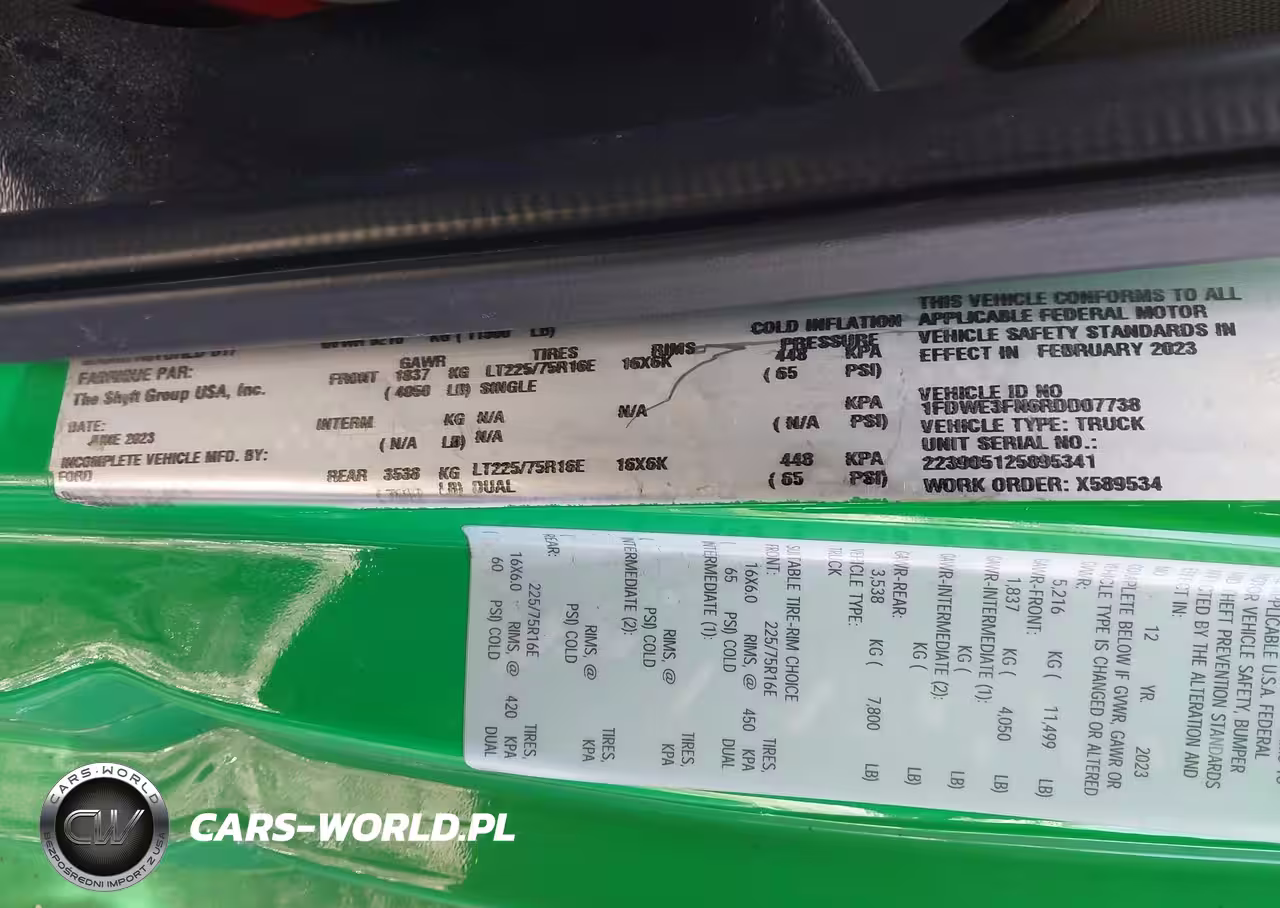 FABRIQUE PAR:
The Shyft Group USA, Inc.
DATE:
JUNE 2023
INCOMPLETE VEHICLE MFD. BY:
FORD
KG ( LB)
GAWR TIRES RIMS COLD INFLATION PRESSURE
FRONT 1837 KG LT225/75R16E 16X6K 448 KPA
( 4050 LB) SINGLE ( 65 PSI)
INTERM KG N/A N/A KPA
( N/A LB) N/A ( N/A PSI)
REAR 3538 KG LT225/75R16E 16X6K 448 KPA
LB) DUAL ( 65 PSI)
THIS VEHICLE CONFORMS TO ALL
APPLICABLE FEDERAL MOTOR
VEHICLE SAFETY STANDARDS IN
EFFECT IN FEBRUARY 2023
VEHICLE ID NO
1FDWE3FN6RDD07738
VEHICLE TYPE: TRUCK
UNIT SERIAL NO.:
223905125895341
WORK ORDER: X589534
U.S.A. FEDERAL
VEHICLE SAFETY, BUMPER
THEFT PREVENTION STANDARDS
BY THE ALTERATION AND
IN:
12 YR. 2023
BELOW IF GVWR, GAWR OR
VEHICLE TYPE IS CHANGED OR ALTERED
5,216 KG ( 11,499 LB)
GAWR-FRONT:
1,837 KG ( 4,050 LB)
GAWR-INTERMEDIATE (1):
KG ( LB)
GAWR-INTERMEDIATE (2):
KG ( LB)
GAWR-REAR:
3,538 KG ( 7,800 LB)
VEHICLE TYPE:
TRUCK
SUITABLE TIRE-RIM CHOICE
FRONT: 225/75R16E TIRES,
16X6.0 RIMS, @ 450 KPA
65 PSI) COLD DUAL
INTERMEDIATE (1): TIRES,
RIMS, @ KPA
PSI) COLD
INTERMEDIATE (2): TIRES,
RIMS, @ KPA
PSI) COLD
REAR: 225/75R16E TIRES,
16X6.0 RIMS, @ 420 KPA
( 60 PSI) COLD DUAL
CARS-WORLD
CW
BEZPOŚREDNI IMPORT Z USA
CARS-WORLD.PL